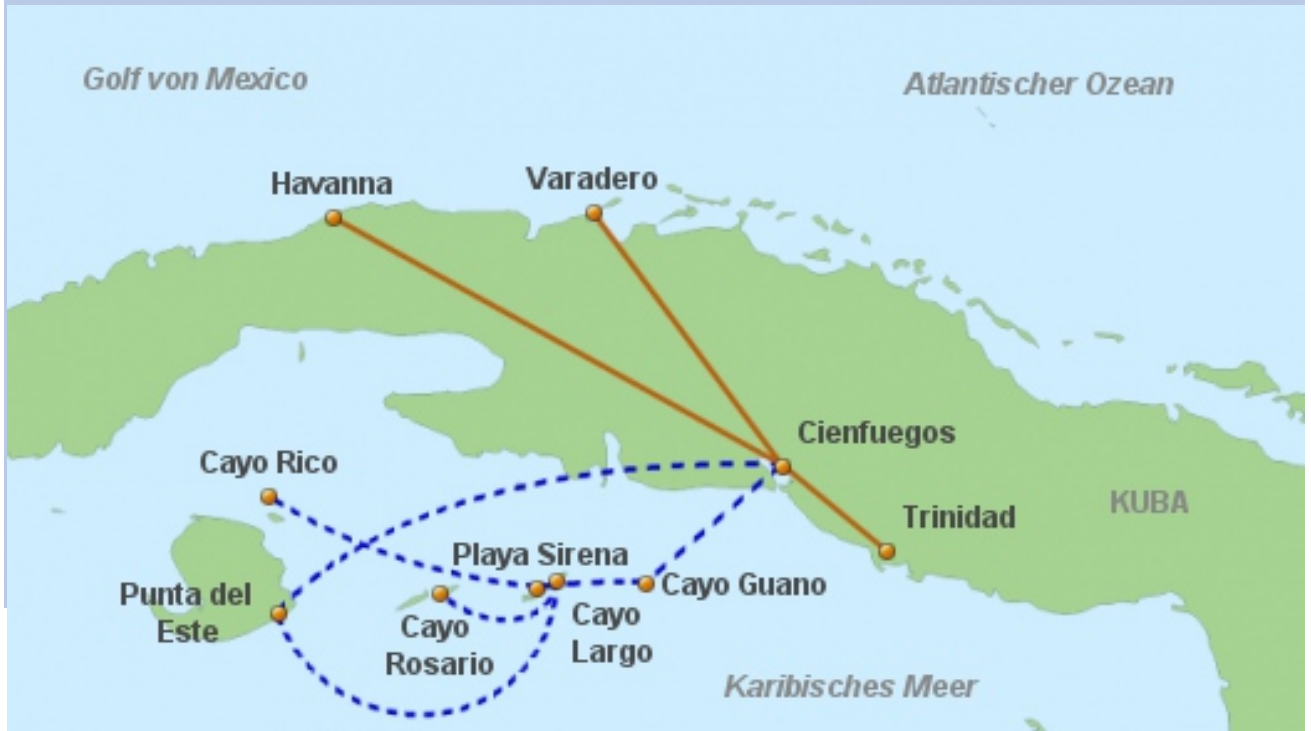 Golf von Mexico
Atlantischer Ozean
Havanna
Varadero
Cienfuegos
Cayo Rico
KUBA
Trinidad
Playa Sirena
Cayo Guano
Punta del
Este
Cayo
Rosario
Cayo
Largo
Karibisches Meer